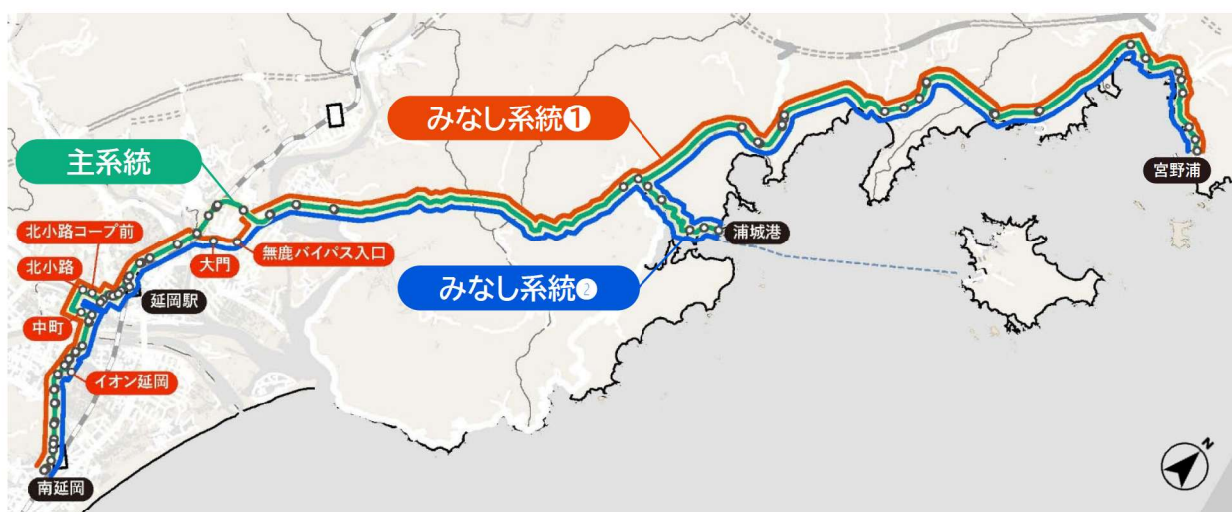 みなし系統❶
主系統
宮野浦
北小路コープ前
浦城港
無鹿バイパス入口
大門
北小路
みなし系統❷
延岡駅
中町
イオン延岡
N
南延岡